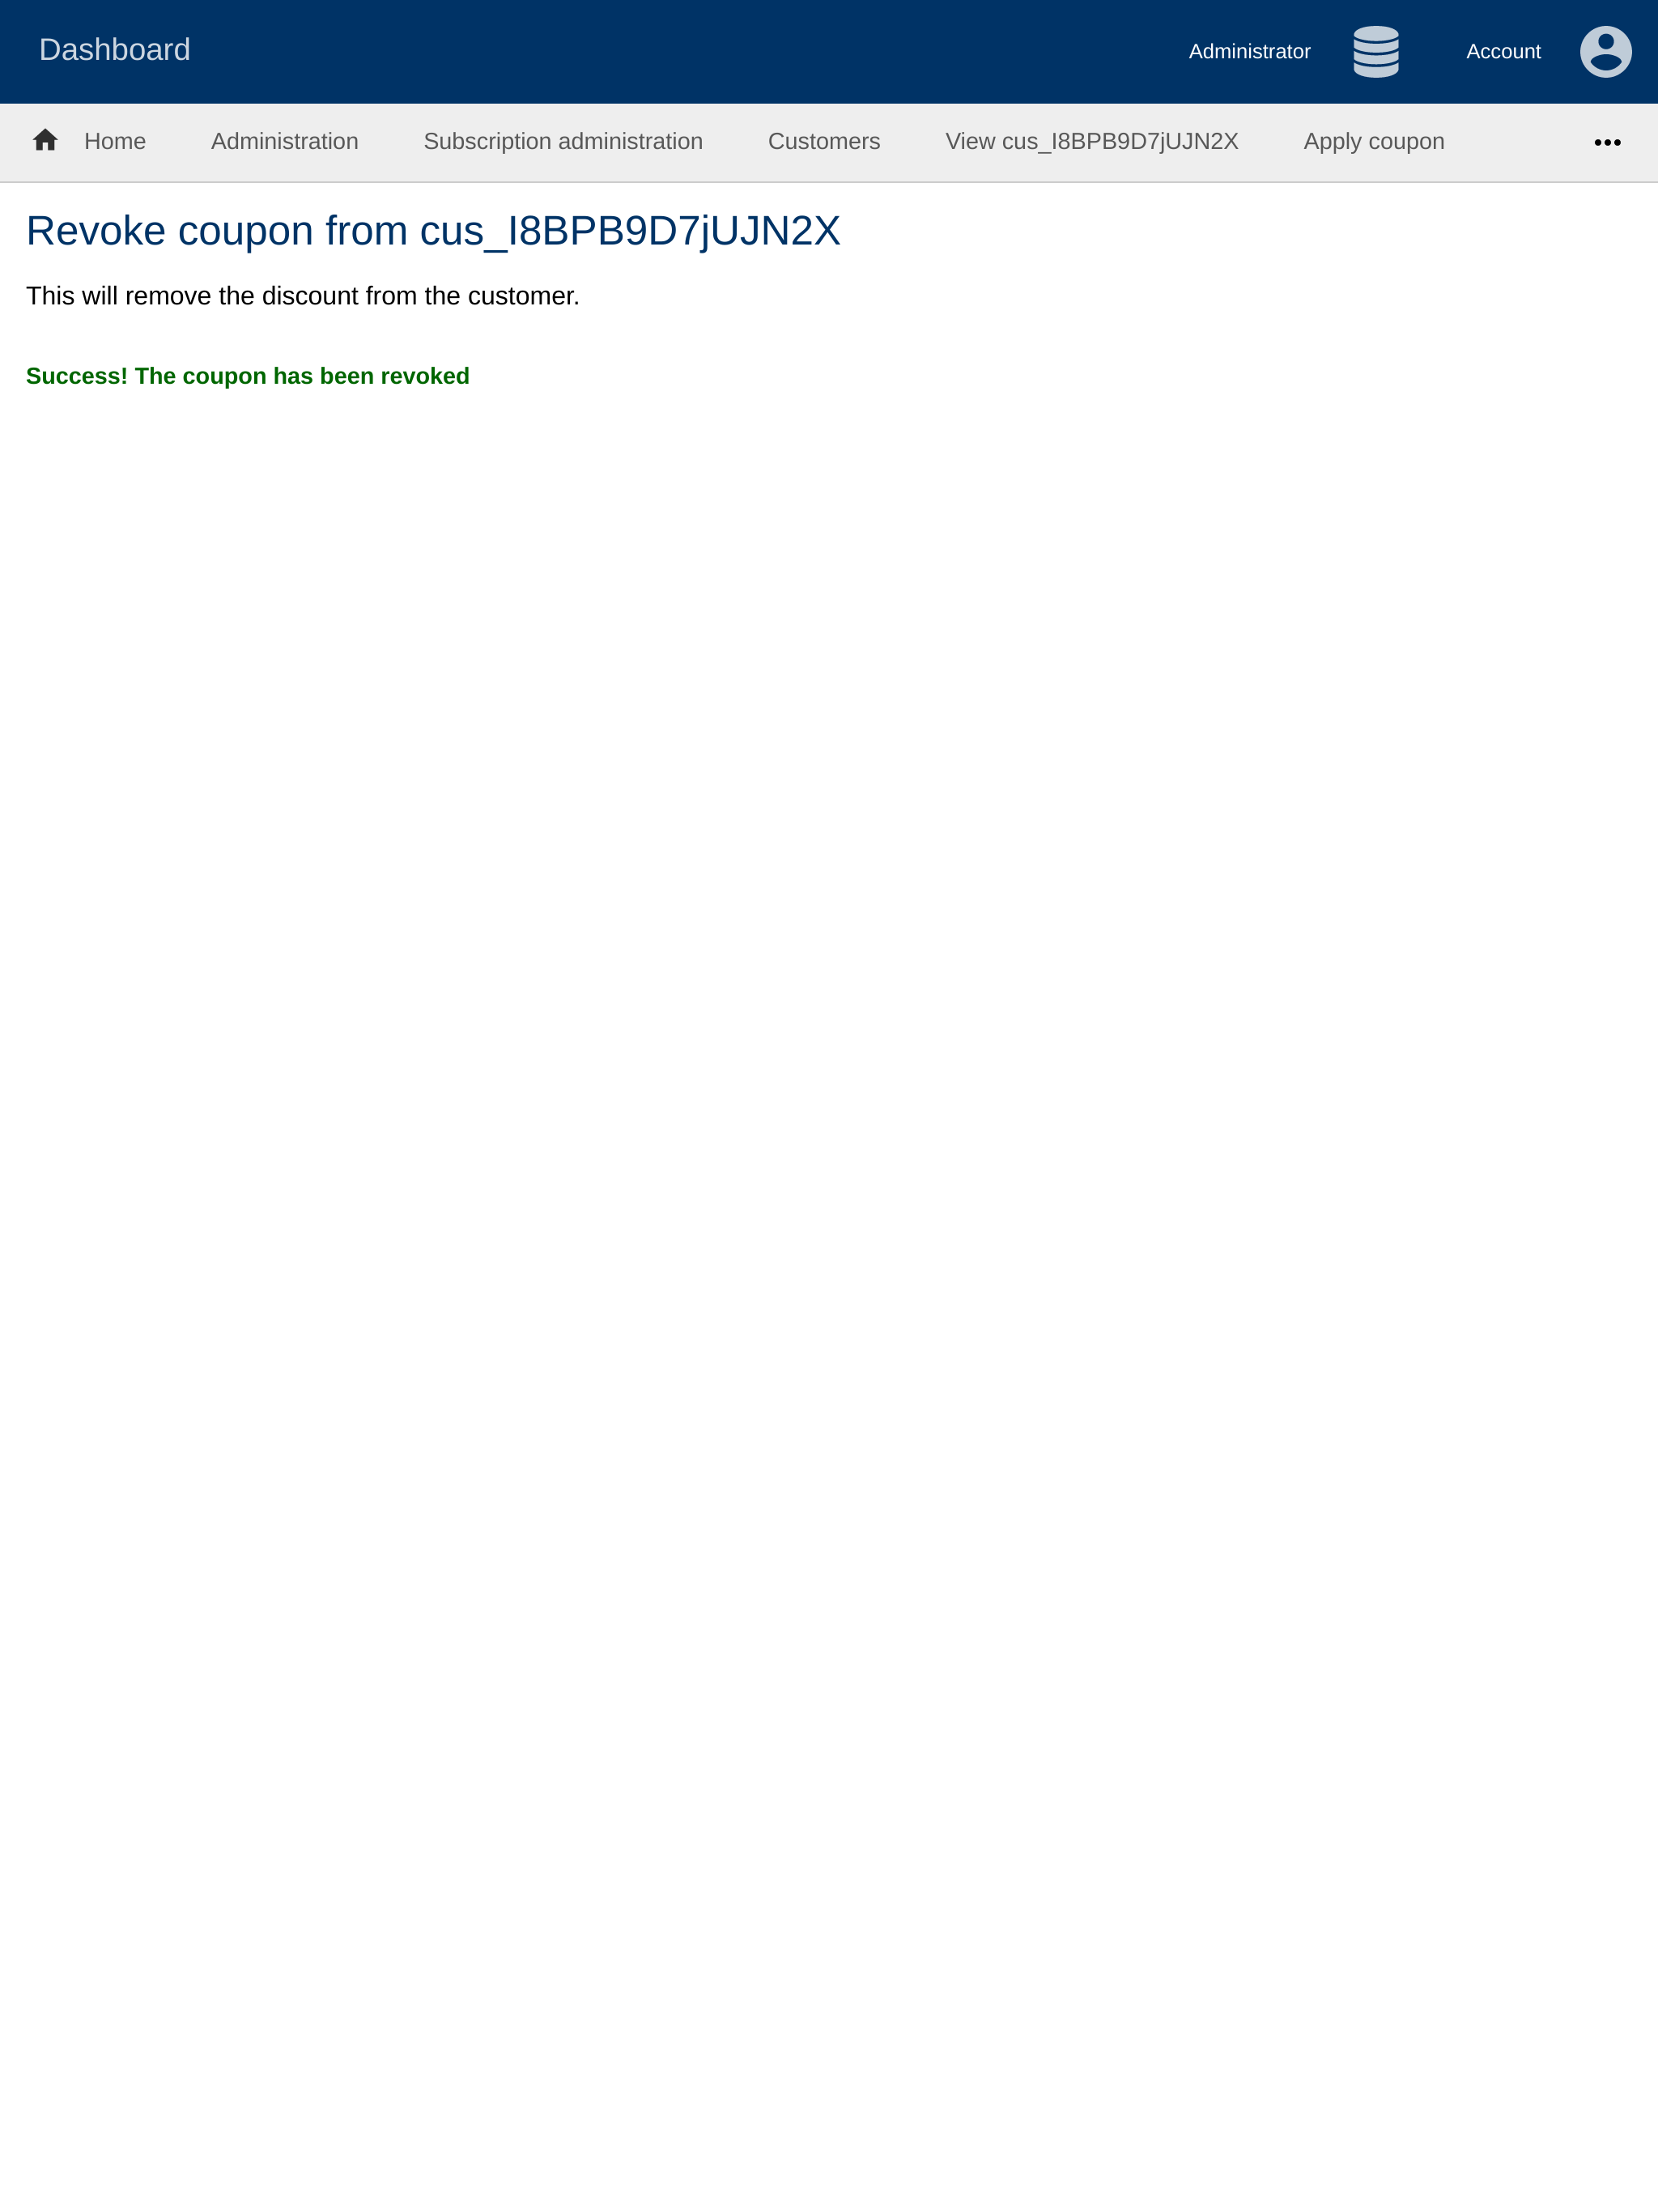 Dashboard
Administrator
Account
Home
Administration
Subscription administration
Customers
View cus_I8BPB9D7jUJN2X
Apply coupon
Revoke coupon from cus_I8BPB9D7jUJN2X
This will remove the discount from the customer.
Success! The coupon has been revoked